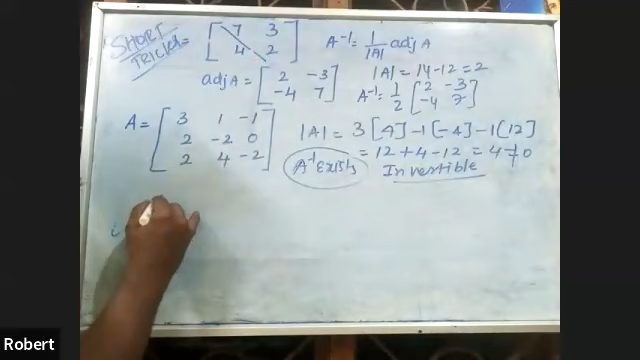 SHORT TRICKS = [ 7 3
4 2 ] A⁻¹ = 1/|A| adj A
adj A = [ 2 -3
-4 7 ] |A| = 14-12 = 2
A⁻¹ = 1/2 [ 2 -3
-4 7 ]
A = [ 3 1 -1
2 -2 0
2 4 -2 ]
|A| = 3[4] -1[-4] -1[12]
= 12+4-12 = 4 ≠ 0
A⁻¹ Exists Invertible
Robert